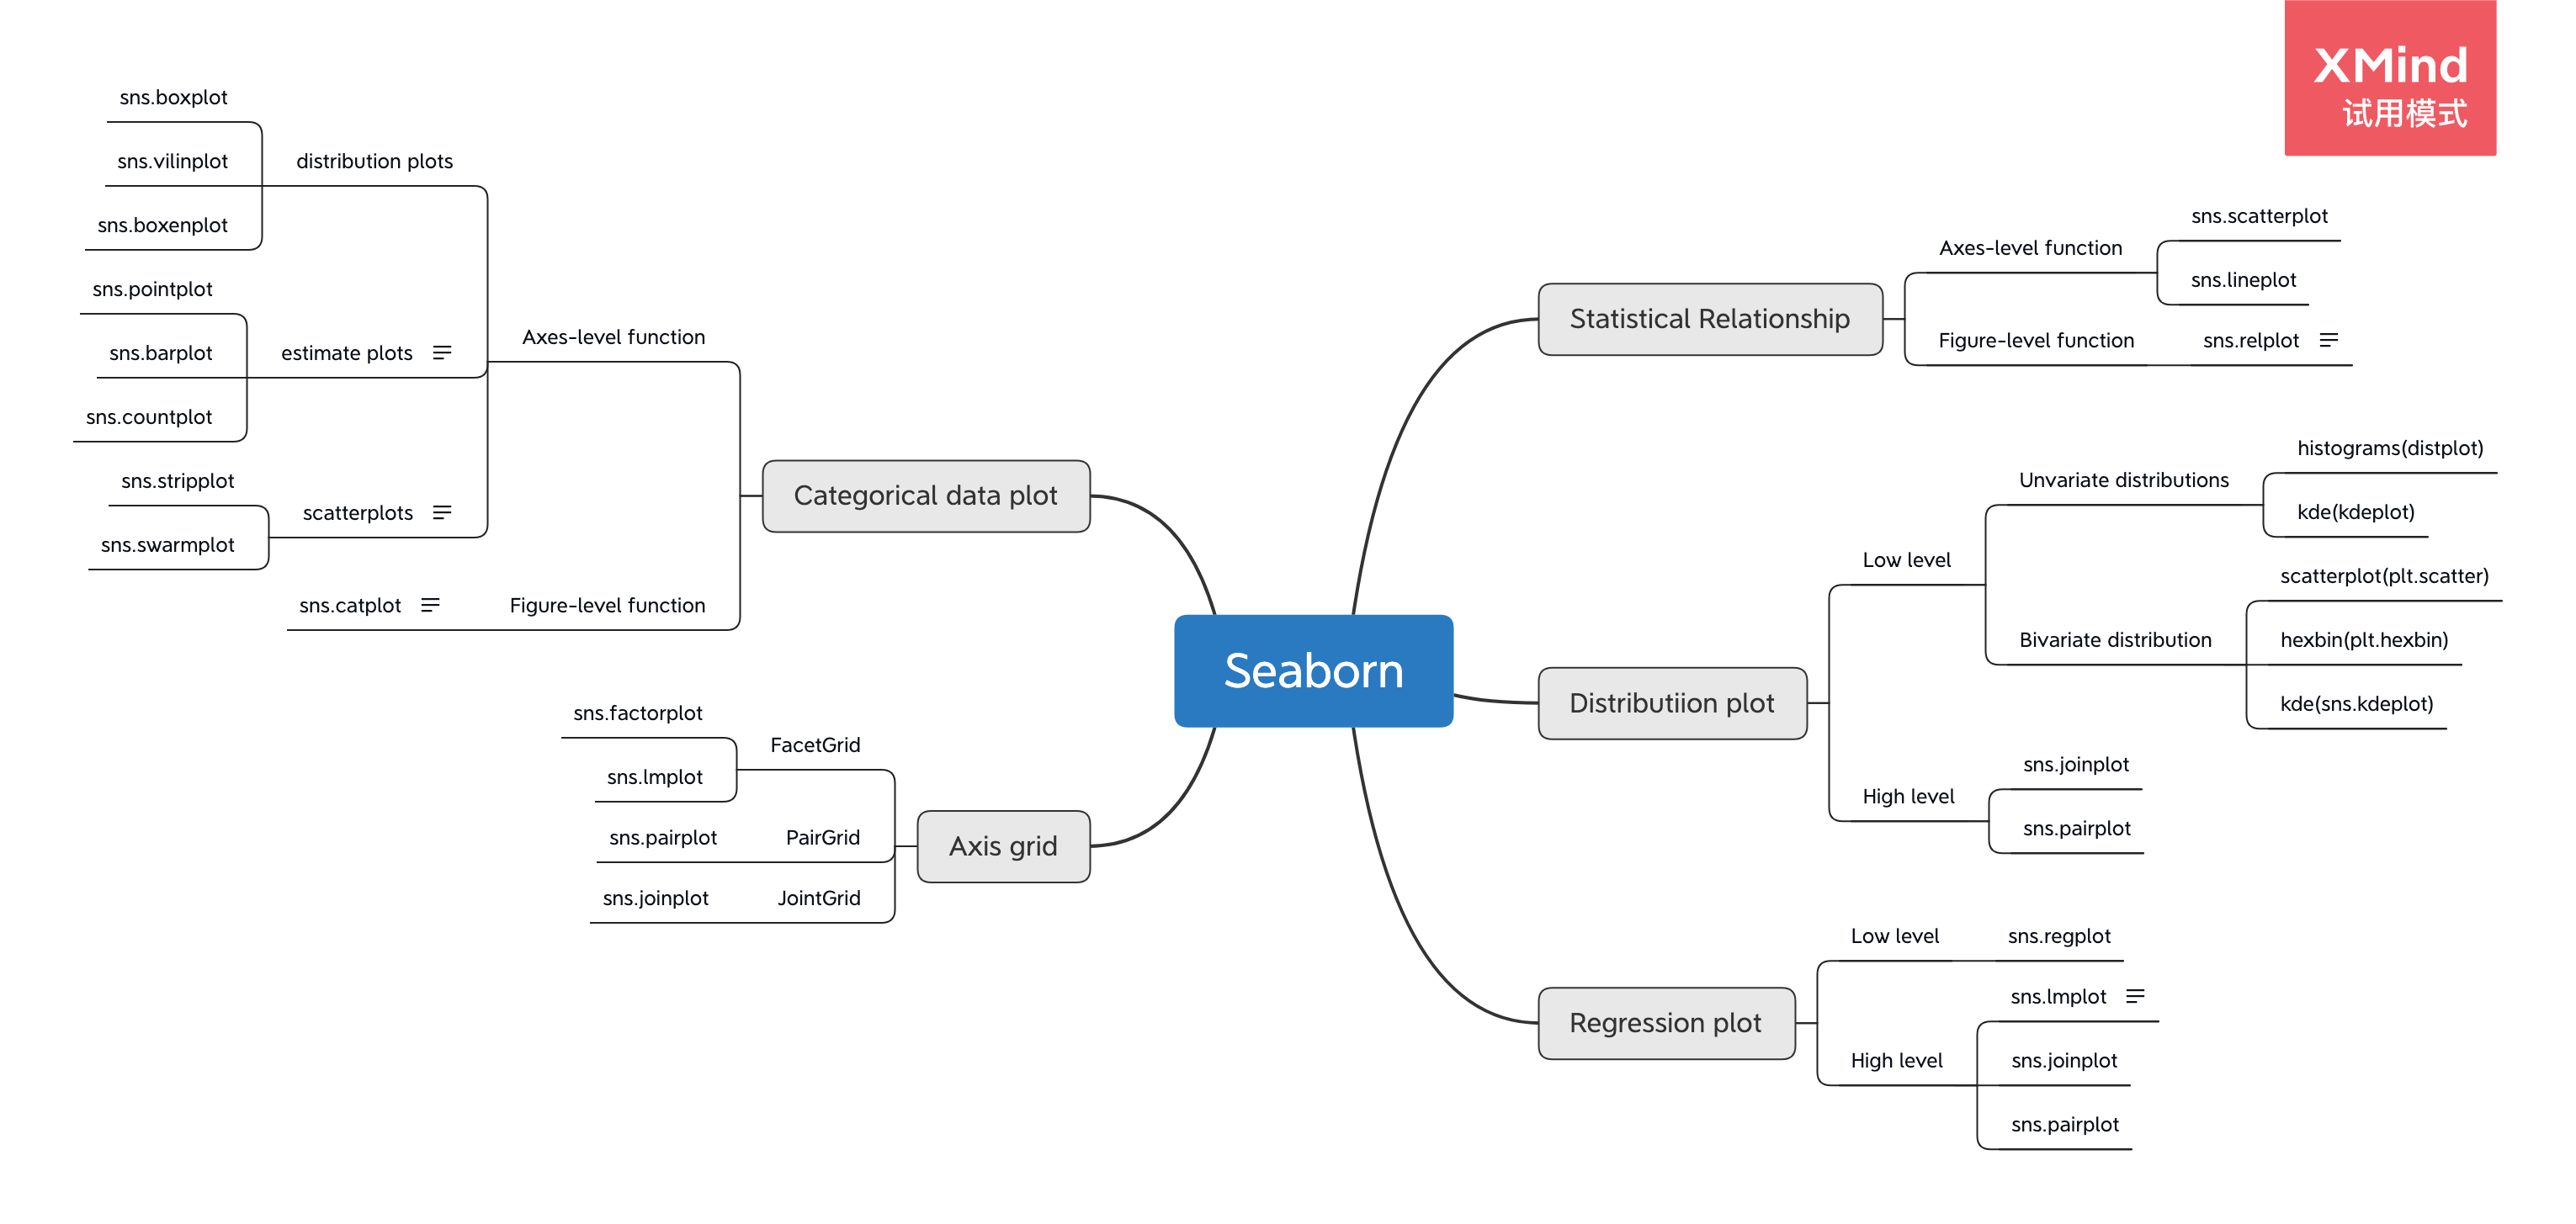 XMind
试用模式
Seaborn
Statistical Relationship
Axes-level function
sns.scatterplot
sns.lineplot
Figure-level function
sns.relplot
Distributiion plot
Low level
Unvariate distributions
histograms(distplot)
kde(kdeplot)
Bivariate distribution
scatterplot(plt.scatter)
hexbin(plt.hexbin)
kde(sns.kdeplot)
High level
sns.joinplot
sns.pairplot
Regression plot
Low level
sns.regplot
High level
sns.lmplot
sns.joinplot
sns.pairplot
Categorical data plot
Axes-level function
distribution plots
sns.boxplot
sns.vilinplot
sns.boxenplot
estimate plots
sns.pointplot
sns.barplot
sns.countplot
scatterplots
sns.stripplot
sns.swarmplot
Figure-level function
sns.catplot
Axis grid
FacetGrid
sns.factorplot
sns.lmplot
PairGrid
sns.pairplot
JointGrid
sns.joinplot